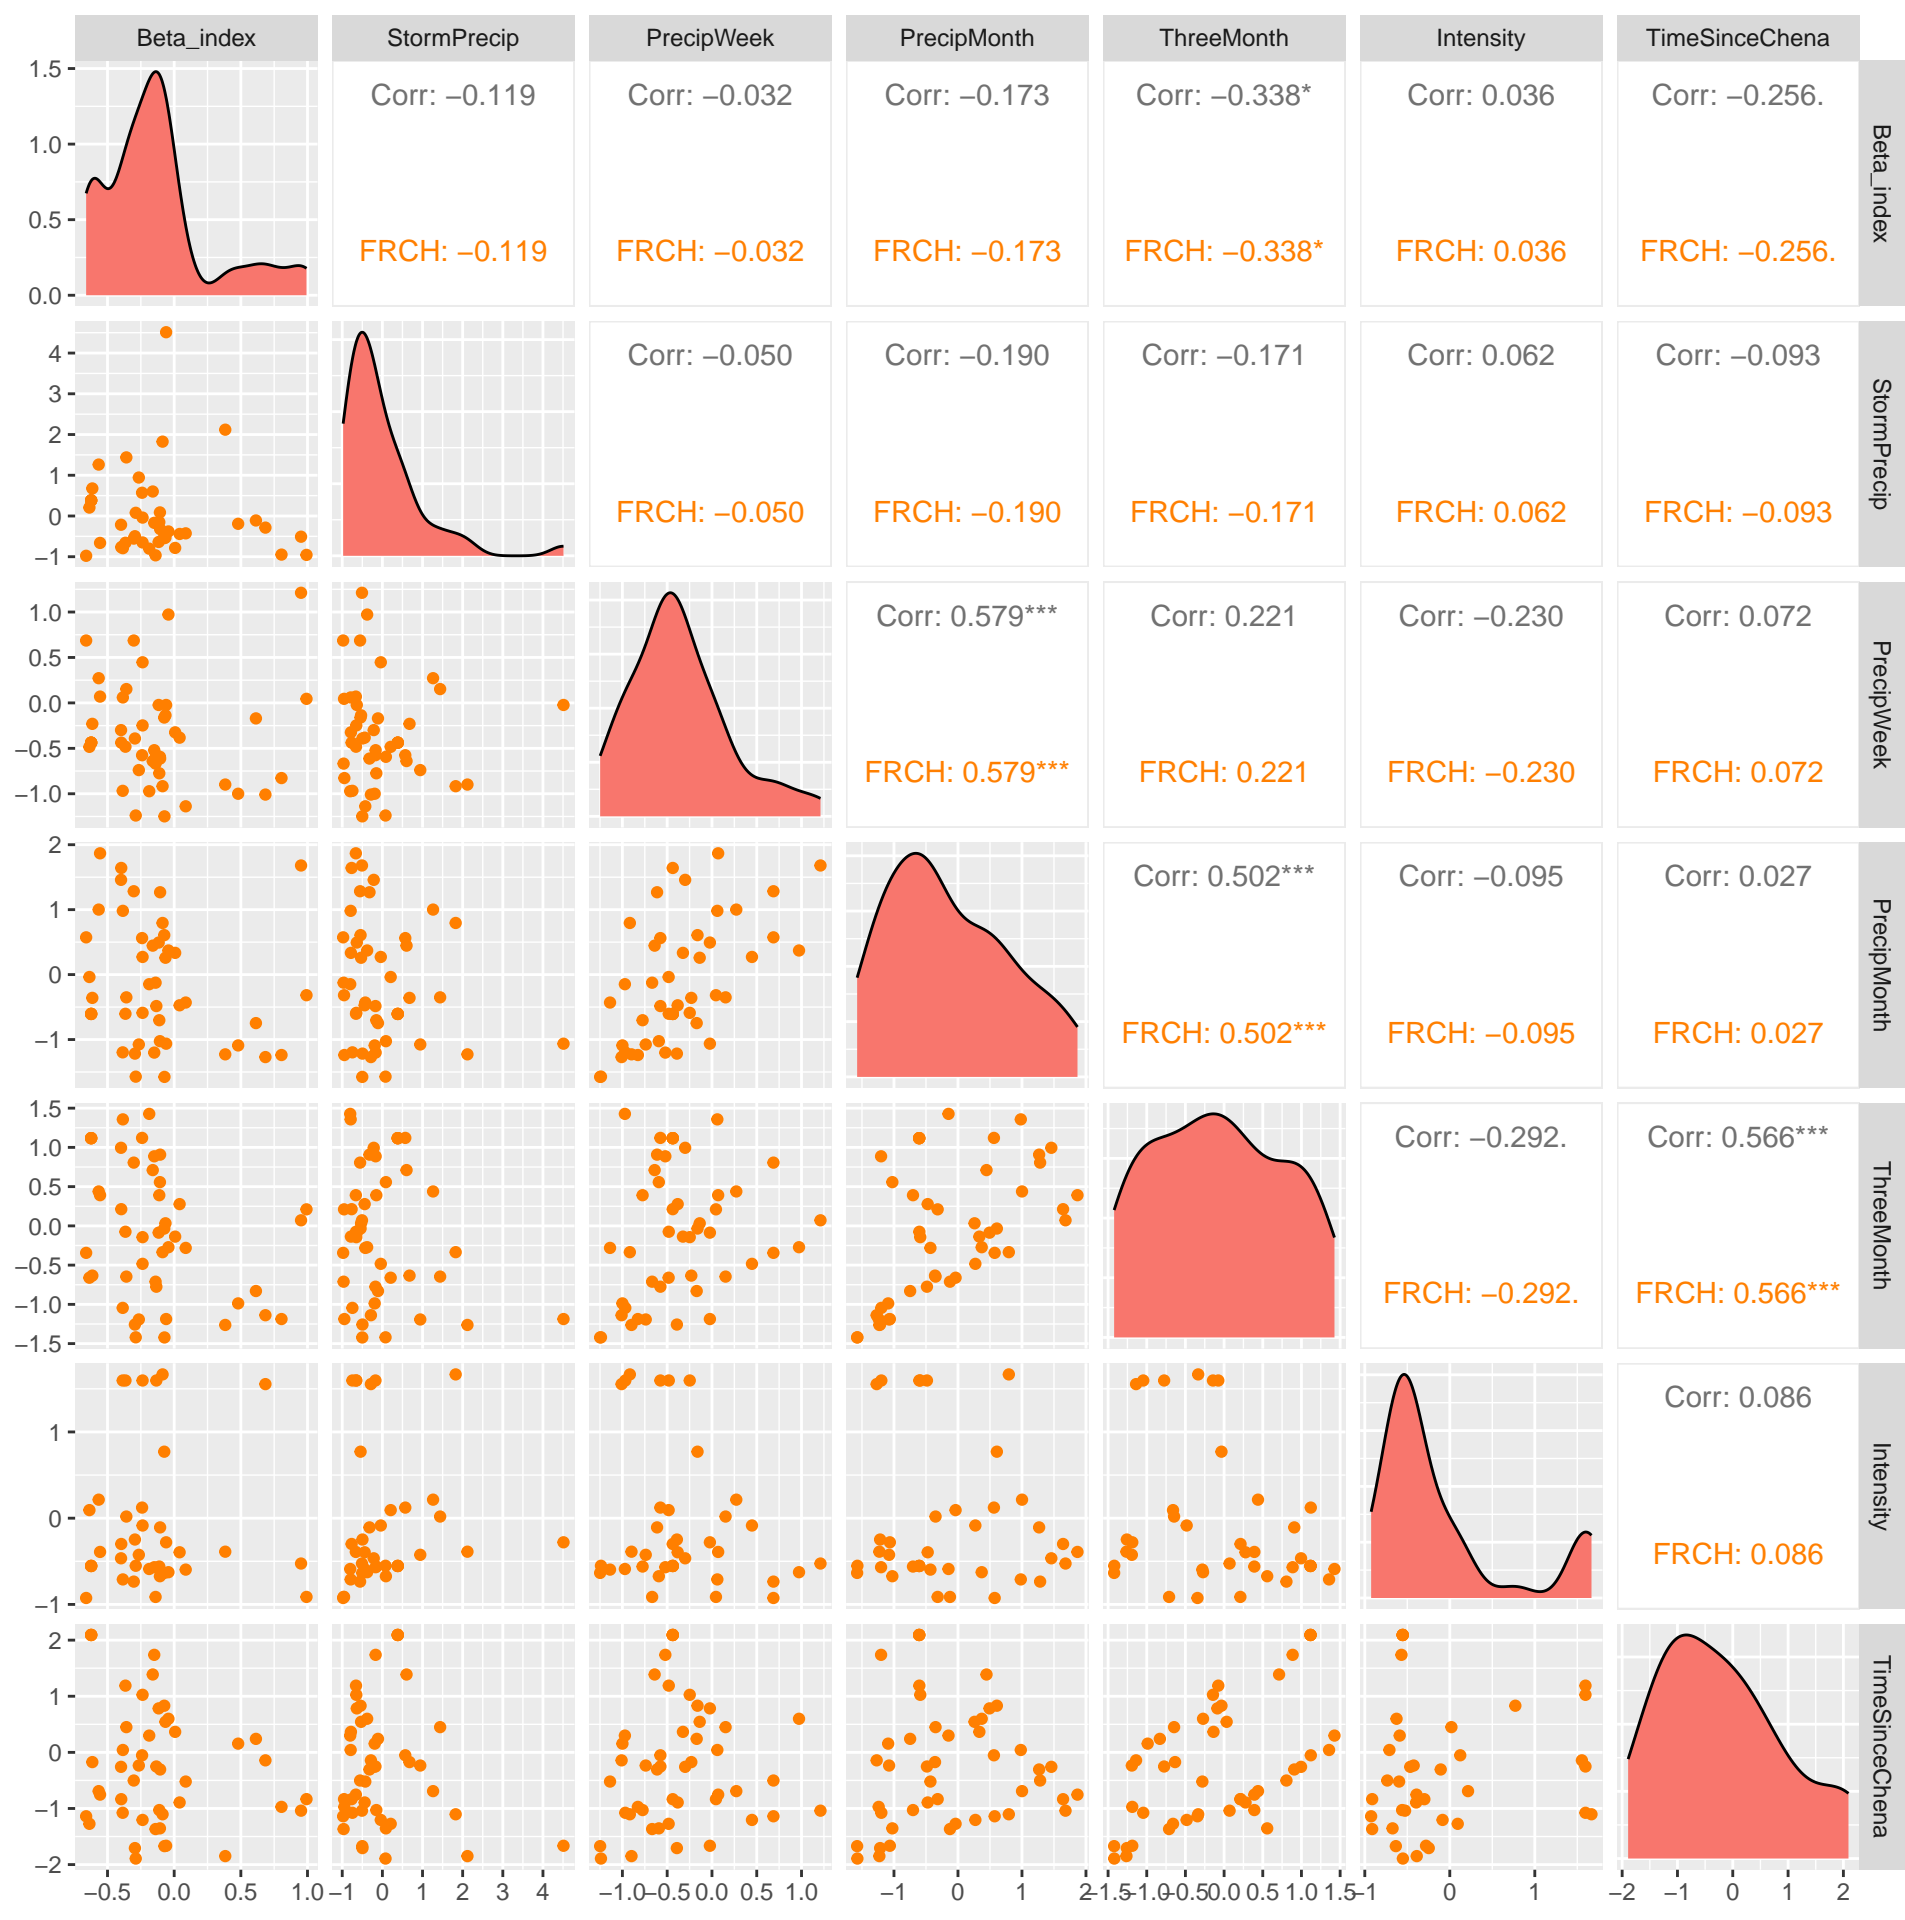 Beta_index StormPrecip PrecipWeek PrecipMonth ThreeMonth Intensity TimeSinceChena
1.5
1.0
0.5
0.0
Corr: −0.119 Corr: −0.032 Corr: −0.173 Corr: −0.338* Corr: 0.036 Corr: −0.256.
FRCH: −0.119 FRCH: −0.032 FRCH: −0.173 FRCH: −0.338* FRCH: 0.036 FRCH: −0.256.
Beta_index
4
3
2
1
0
−1
Corr: −0.050 Corr: −0.190 Corr: −0.171 Corr: 0.062 Corr: −0.093
FRCH: −0.050 FRCH: −0.190 FRCH: −0.171 FRCH: 0.062 FRCH: −0.093
StormPrecip
1.0
0.5
0.0
−0.5
−1.0
Corr: 0.579*** Corr: 0.221 Corr: −0.230 Corr: 0.072
FRCH: 0.579*** FRCH: 0.221 FRCH: −0.230 FRCH: 0.072
PrecipWeek
2
1
0
−1
Corr: 0.502*** Corr: −0.095 Corr: 0.027
FRCH: 0.502*** FRCH: −0.095 FRCH: 0.027
PrecipMonth
1.5
1.0
0.5
0.0
−0.5
−1.0
−1.5
Corr: −0.292. Corr: 0.566***
FRCH: −0.292. FRCH: 0.566***
ThreeMonth
1
0
−1
Corr: 0.086
FRCH: 0.086
Intensity
2
1
0
−1
−2
TimeSinceChena
−0.5 0.0 0.5 1.0 −1 0 1 2 3 4 −1.0 −0.5 0.0 0.5 1.0 −1 0 1 2 −1.5 −1.0 −0.5 0.0 0.5 1.0 1.5 −1 0 1 −2 −1 0 1 2